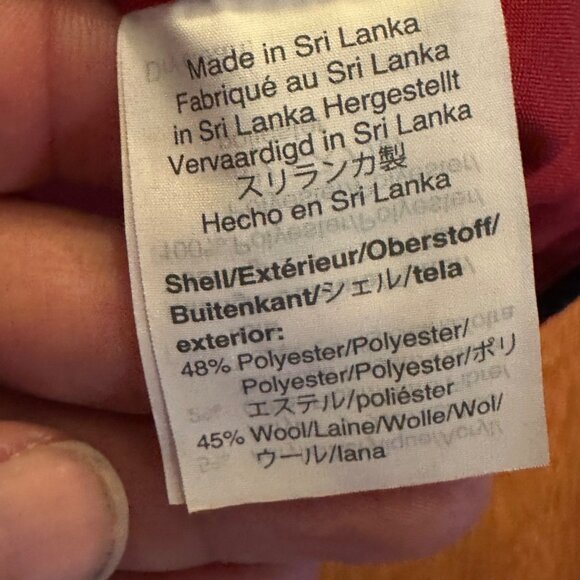 Made in Sri Lanka
Fabriqué au Sri Lanka
in Sri Lanka Hergestellt
Vervaardigd in Sri Lanka
スリランカ製
Hecho en Sri Lanka
Shell/Extérieur/Oberstoff/
Buitenkant/シェル/tela
exterior:
48% Polyester/Polyester/
Polyester/Polyester/ポリ
エステル/poliéster
45% Wool/Laine/Wolle/Wol/
ウール/lana